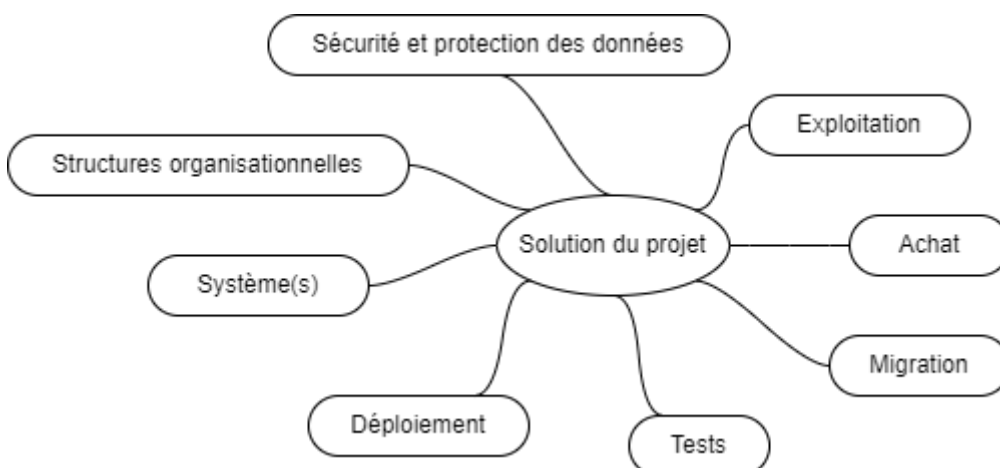 Sécurité et protection des données
Exploitation
Structures organisationnelles
Solution du projet
Achat
Système(s)
Migration
Déploiement
Tests